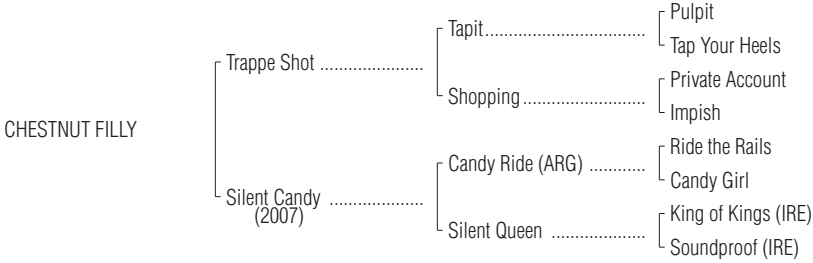 Pulpit
Tapit..................................
Tap Your Heels
Trappe Shot ......................
Private Account
Shopping..........................
Impish
CHESTNUT FILLY
Ride the Rails
Candy Ride (ARG) ............
Candy Girl
Silent Candy ....................
(2007)
King of Kings (IRE)
Silent Queen ....................
Soundproof (IRE)